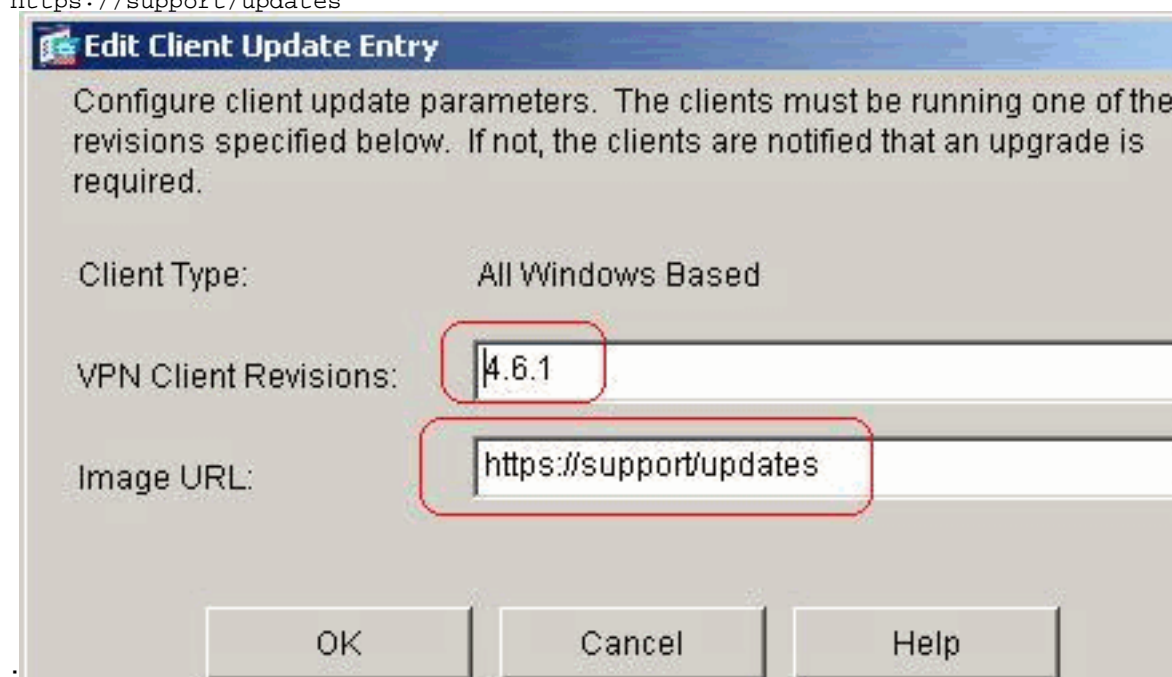 https://support/updates
Edit Client Update Entry
Configure client update parameters. The clients must be running one of the
revisions specified below. If not, the clients are notified that an upgrade is
required.
Client Type: All Windows Based
VPN Client Revisions: 4.6.1
Image URL: https://support/updates
OK Cancel Help
.